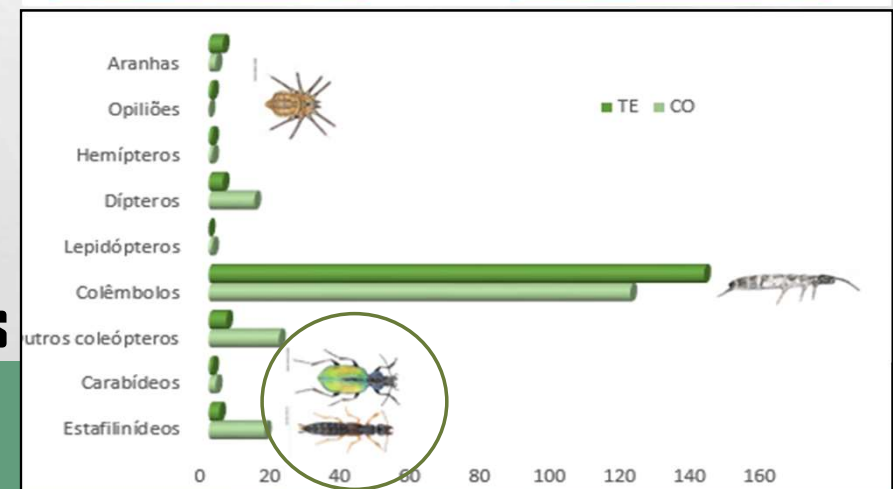 Aranhas
Opiliões
TE CO
Hemípteros
Dípteros
Lepidópteros
Colêmbolos
s
utros coleópteros
Carabídeos
Estafilinídeos
0 20 40 60 80 100 120 140 160